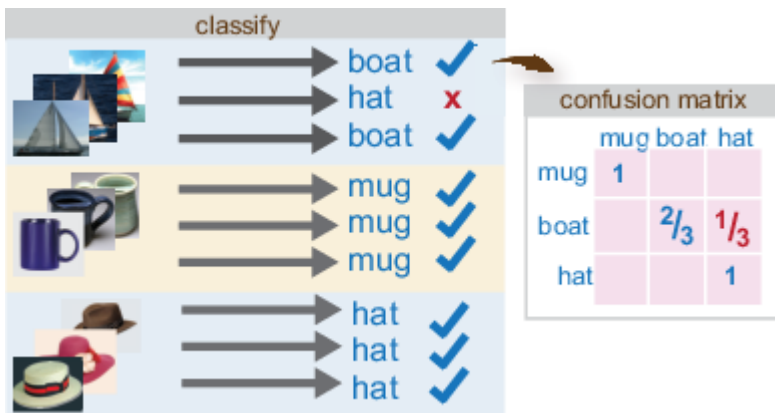 classify
boat ✓
hat x
boat ✓
mug ✓
mug ✓
mug ✓
hat ✓
hat ✓
hat ✓
confusion matrix
mug boat hat
mug 1
boat 2/3 1/3
hat 1